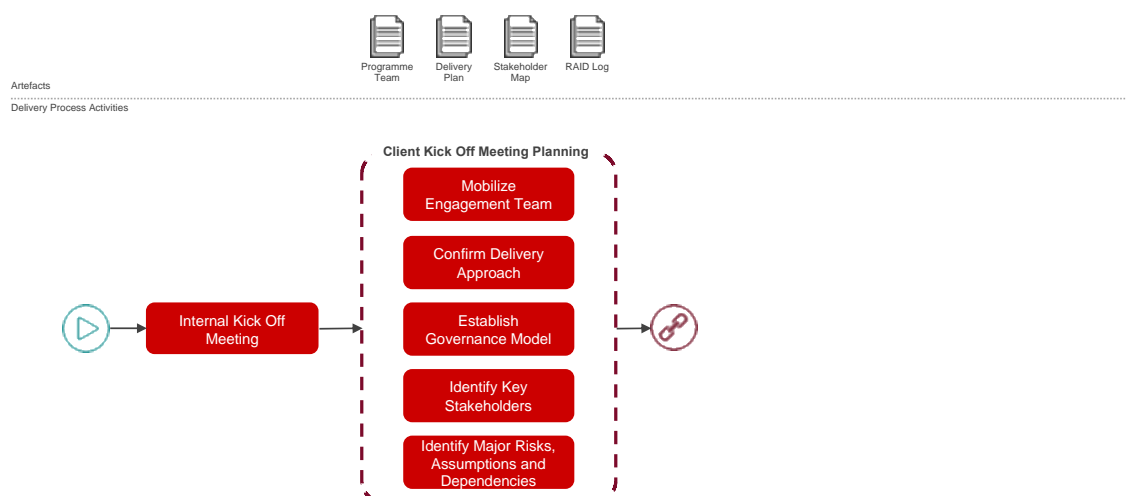 Programme
Team
Delivery
Plan
Stakeholder
Map
RAID Log
Artefacts
Delivery Process Activities
Client Kick Off Meeting Planning
Mobilize
Engagement Team
Confirm Delivery
Approach
Internal Kick Off
Meeting
Establish
Governance Model
Identify Key
Stakeholders
Identify Major Risks,
Assumptions and
Dependencies